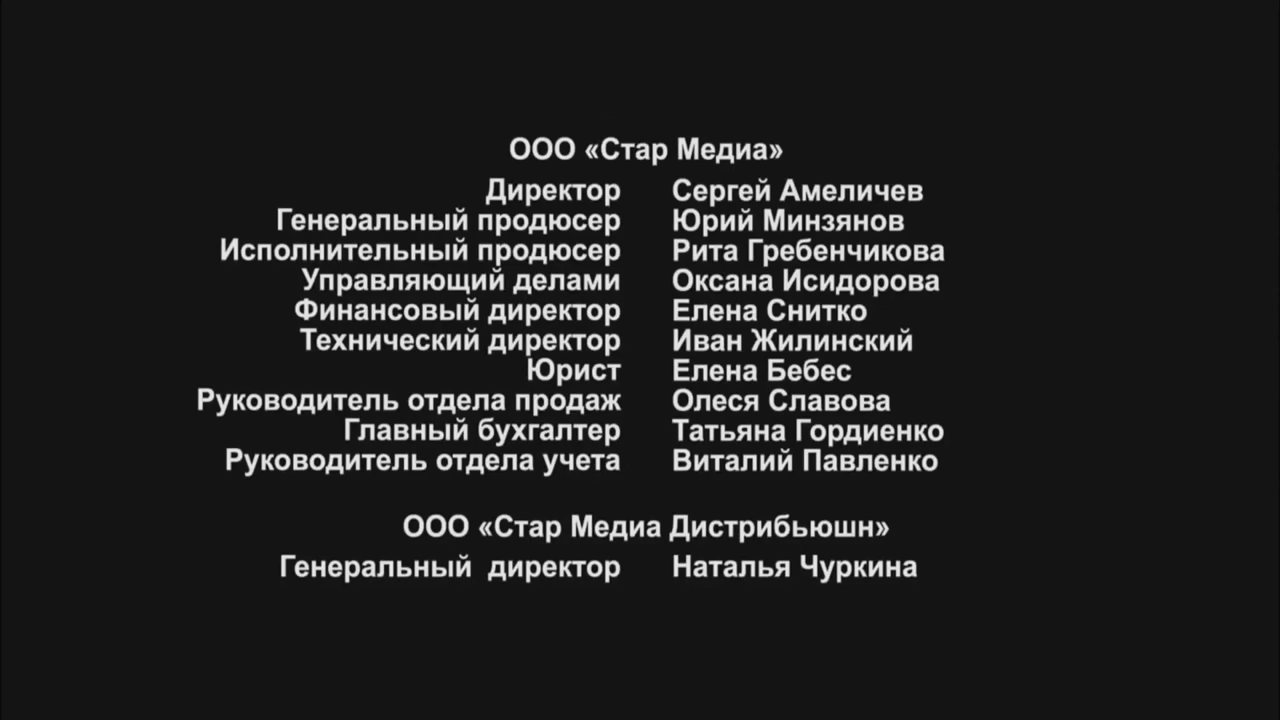 ООО «Стар Медиа»
Директор Сергей Амеличев
Генеральный продюсер Юрий Минзянов
Исполнительный продюсер Рита Гребенчикова
Управляющий делами Оксана Исидорова
Финансовый директор Елена Снитко
Технический директор Иван Жилинский
Юрист Елена Бебес
Руководитель отдела продаж Олеся Славова
Главный бухгалтер Татьяна Гордиенко
Руководитель отдела учета Виталий Павленко
ООО «Стар Медиа Дистрибьюшн»
Генеральный директор Наталья Чуркина